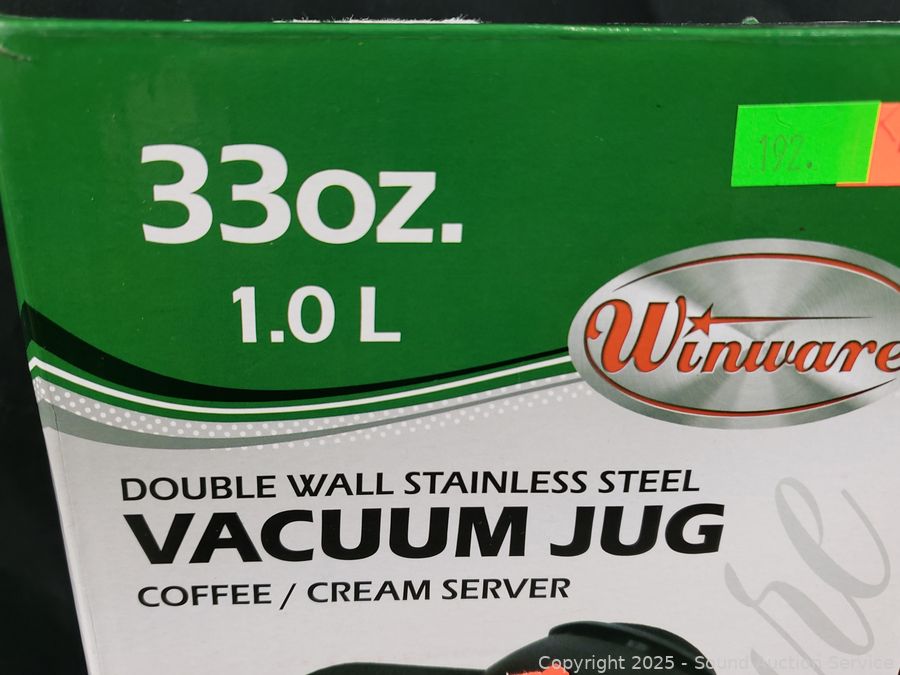 192.
33oz.
1.0 L
Winware
DOUBLE WALL STAINLESS STEEL
VACUUM JUG
COFFEE / CREAM SERVER
re
Copyright 2025 - Sound Auction Service